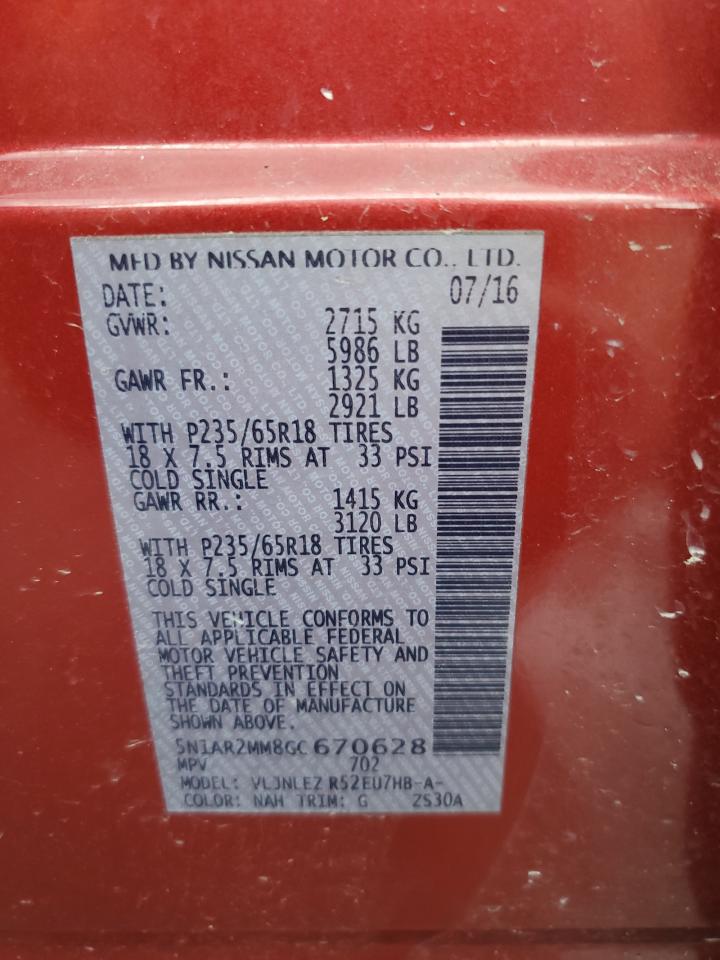 MFD BY NISSAN MOTOR CO., LTD.
DATE: 07/16
GVWR: 2715 KG
5986 LB
GAWR FR.: 1325 KG
2921 LB
WITH P235/65R18 TIRES
18 X 7.5 RIMS AT 33 PSI
COLD SINGLE
GAWR RR.: 1415 KG
3120 LB
WITH P235/65R18 TIRES
18 X 7.5 RIMS AT 33 PSI
COLD SINGLE
THIS VEHICLE CONFORMS TO
ALL APPLICABLE FEDERAL
MOTOR VEHICLE SAFETY AND
THEFT PREVENTION
STANDARDS IN EFFECT ON
THE DATE OF MANUFACTURE
SHOWN ABOVE.
5N1AR2MM8GC670628
MPV 702
MODEL: VLJNLEZ R52EU7HB-A-
COLOR: NAH TRIM: G ZS30A